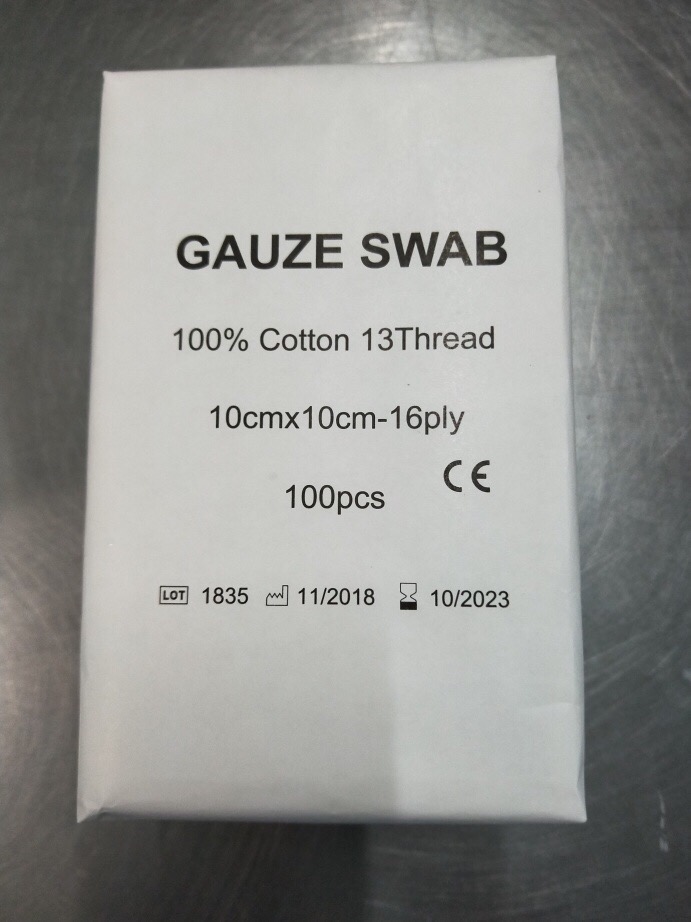 GAUZE SWAB
100% Cotton 13Thread
10cmx10cm-16ply
100pcs
CE
LOT 1835 11/2018 10/2023